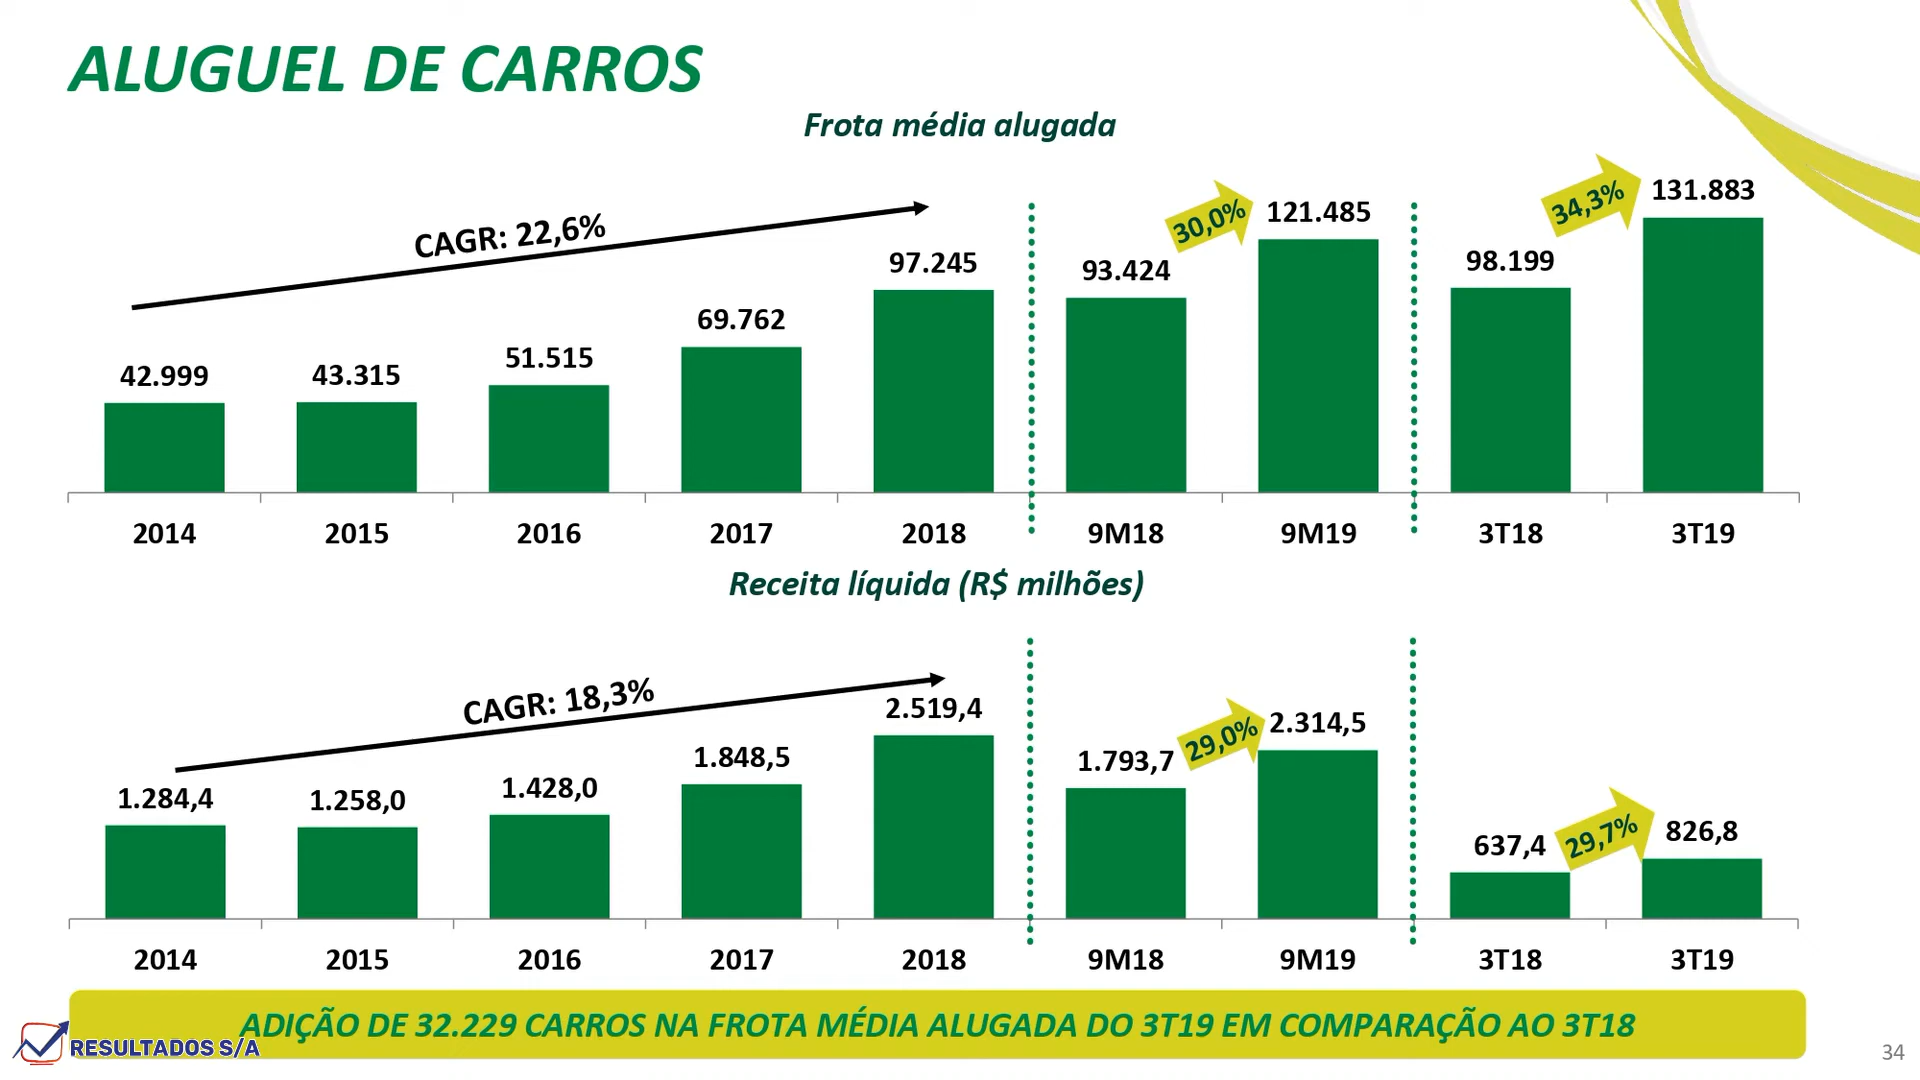 ALUGUEL DE CARROS
Frota média alugada
CAGR: 22,6%
42.999 43.315 51.515 69.762 97.245 93.424 30,0% 121.485 98.199 34,3% 131.883
2014 2015 2016 2017 2018 9M18 9M19 3T18 3T19
Receita líquida (R$ milhões)
CAGR: 18,3%
1.284,4 1.258,0 1.428,0 1.848,5 2.519,4 1.793,7 29,0% 2.314,5 637,4 29,7% 826,8
2014 2015 2016 2017 2018 9M18 9M19 3T18 3T19
ADIÇÃO DE 32.229 CARROS NA FROTA MÉDIA ALUGADA DO 3T19 EM COMPARAÇÃO AO 3T18
RESULTADOS S/A
34